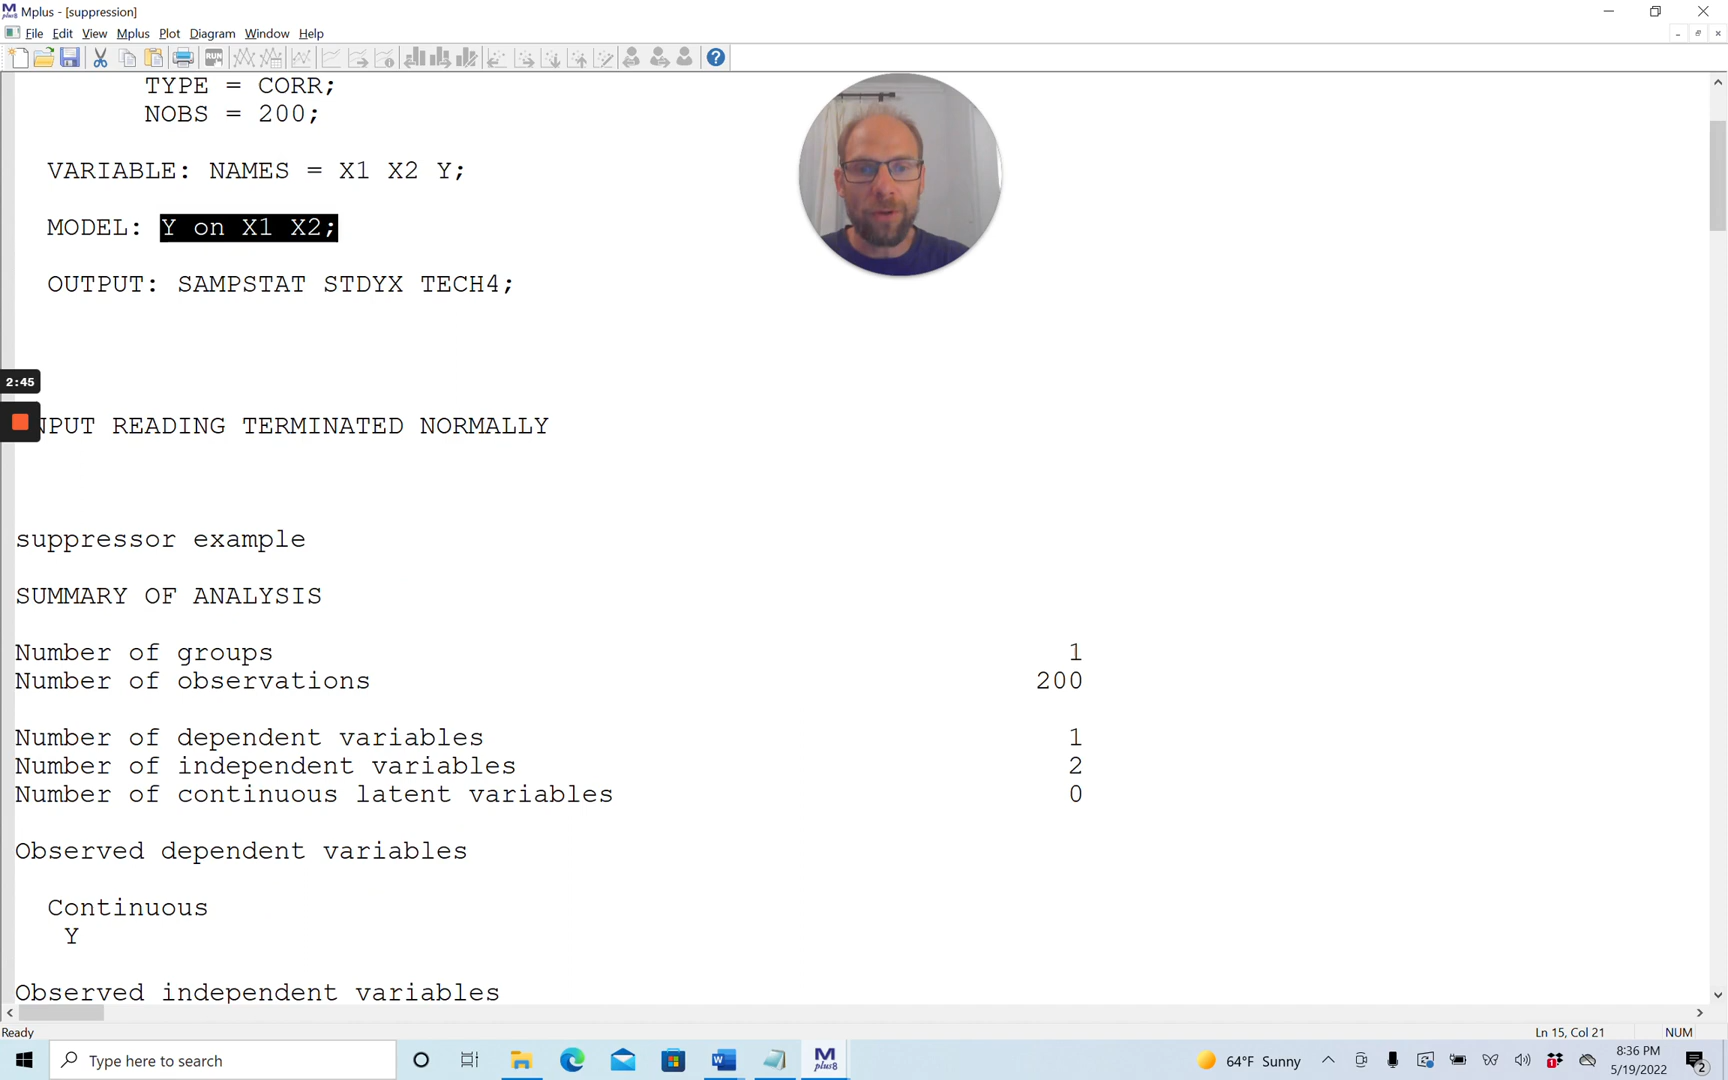 Mplus - [suppression]
File Edit View Mplus Plot Diagram Window Help
RUN
TYPE = CORR;
NOBS = 200;
VARIABLE: NAMES = X1 X2 Y;
MODEL: Y on X1 X2;
OUTPUT: SAMPSTAT STDYX TECH4;
2:45
NPUT READING TERMINATED NORMALLY
suppressor example
SUMMARY OF ANALYSIS
Number of groups 1
Number of observations 200
Number of dependent variables 1
Number of independent variables 2
Number of continuous latent variables 0
Observed dependent variables
Continuous
Y
Observed independent variables
Ready
Ln 15, Col 21
NUM
Type here to search
64°F Sunny
8:36 PM
5/19/2022
2